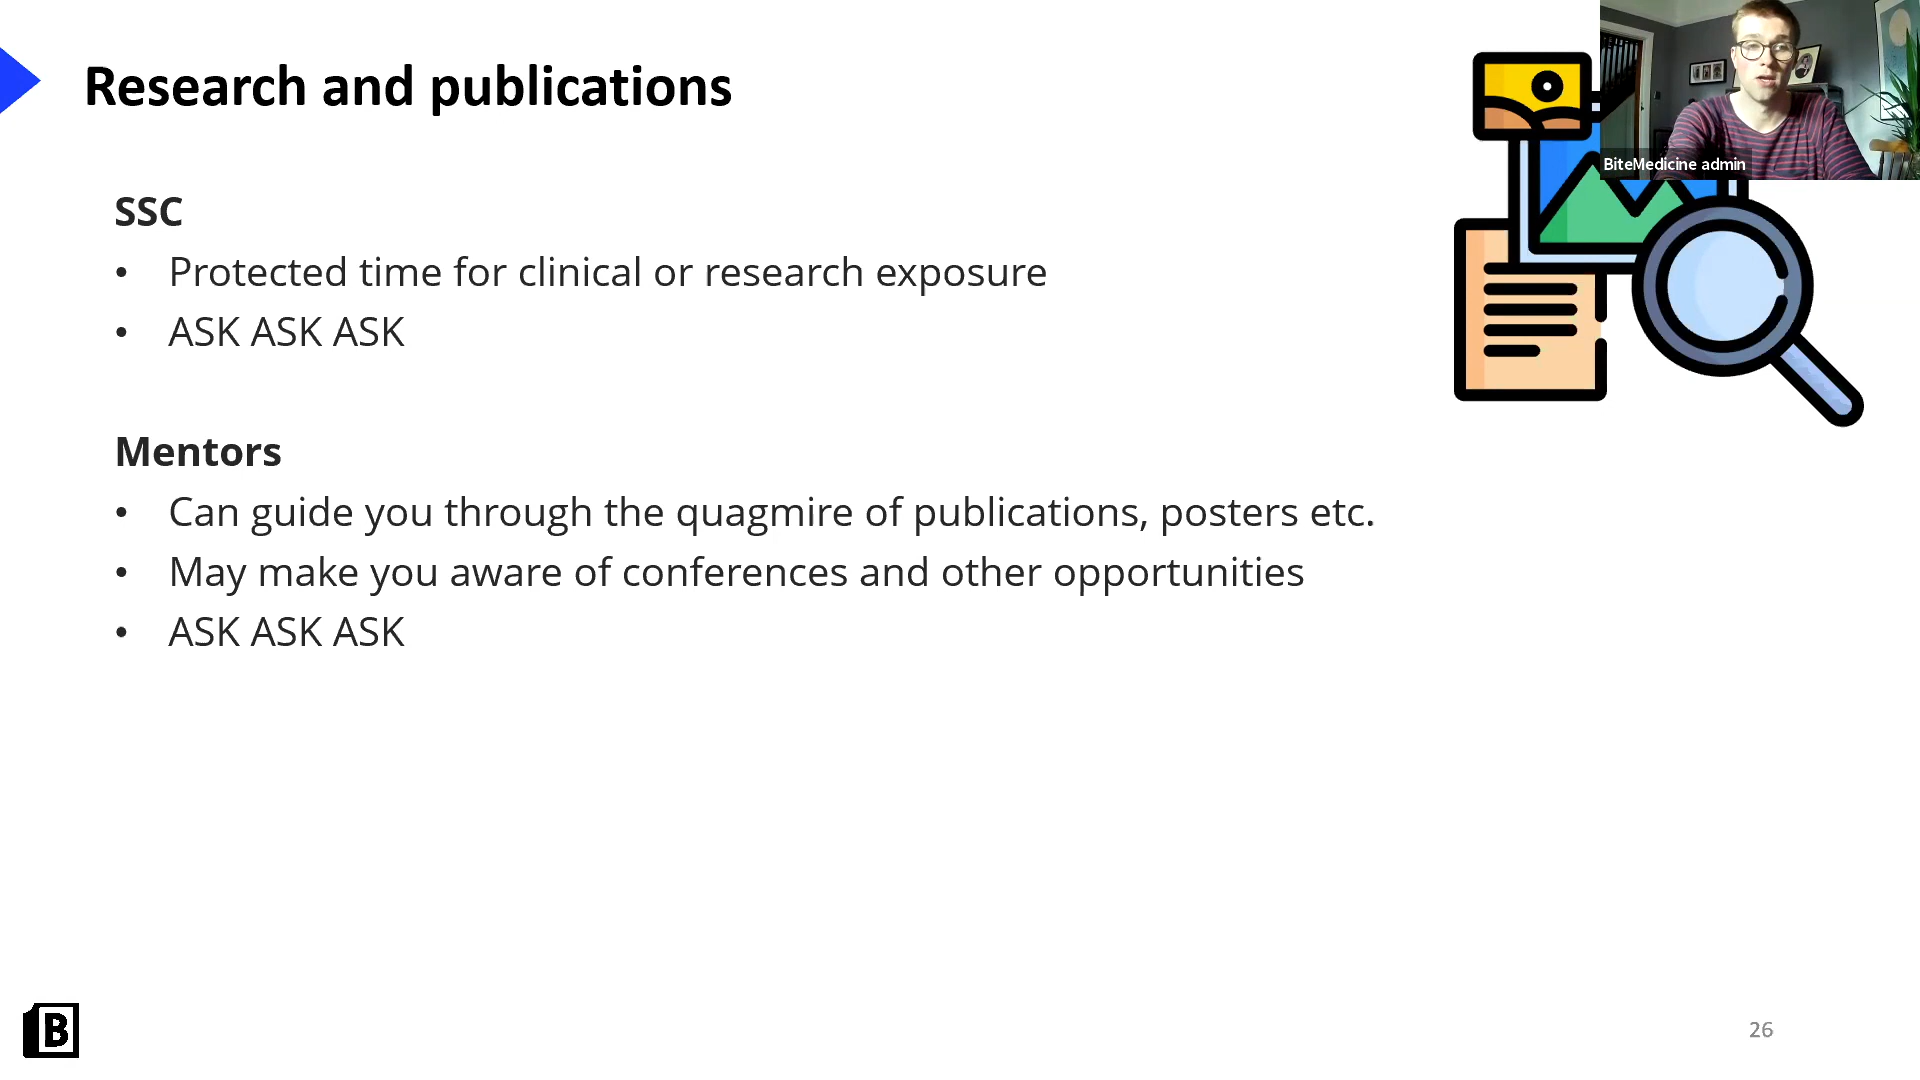 Research and publications
BiteMedicine admin
SSC
• Protected time for clinical or research exposure
• ASK ASK ASK
Mentors
• Can guide you through the quagmire of publications, posters etc.
• May make you aware of conferences and other opportunities
• ASK ASK ASK
B
26